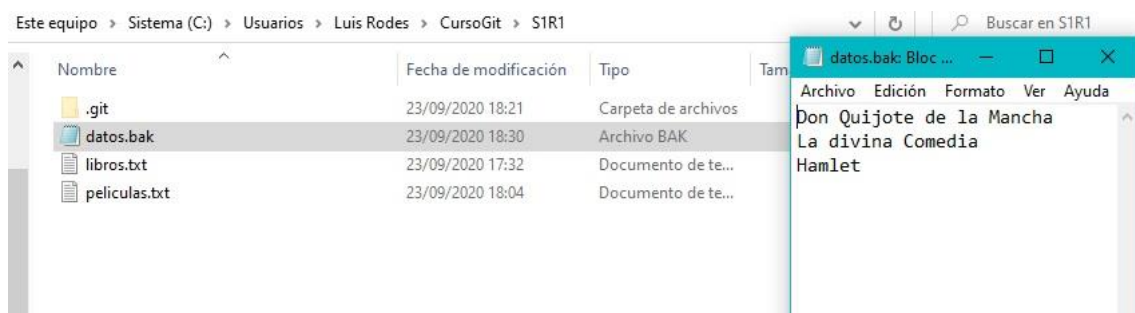 Este equipo > Sistema (C:) > Usuarios > Luis Rodes > CursoGit > S1R1
Buscar en S1R1
Nombre Fecha de modificación Tipo Tam
.git 23/09/2020 18:21 Carpeta de archivos
datos.bak 23/09/2020 18:30 Archivo BAK
libros.txt 23/09/2020 17:32 Documento de te...
peliculas.txt 23/09/2020 18:04 Documento de te...
datos.bak: Bloc ...
Archivo Edición Formato Ver Ayuda
Don Quijote de la Mancha
La divina Comedia
Hamlet